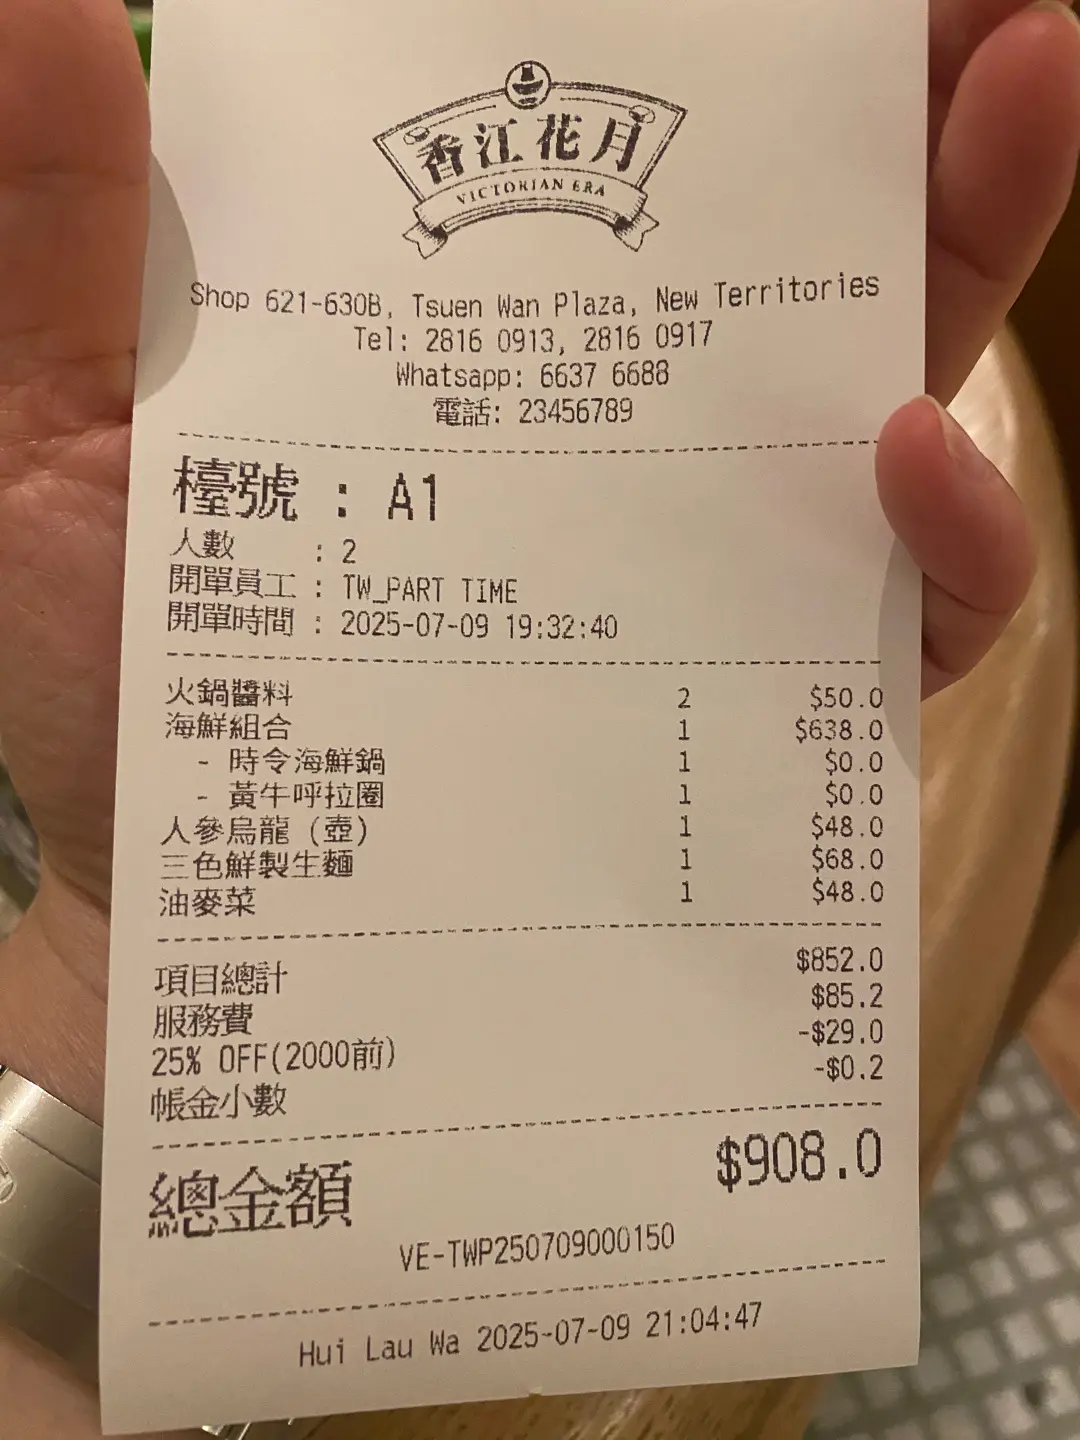 香江花月
VICTORIAN ERA
Shop 621-630B, Tsuen Wan Plaza, New Territories
Tel: 2816 0913, 2816 0917
Whatsapp: 6637 6688
電話: 23456789
檯號 : A1
人數 : 2
開單員工 : TW_PART TIME
開單時間 : 2025-07-09 19:32:40
火鍋醬料 2 $50.0
海鮮組合 1 $638.0
- 時令海鮮鍋 1 $0.0
- 黃牛呼拉圈 1 $0.0
人參烏龍 (壺) 1 $48.0
三色鮮製生麵 1 $68.0
油麥菜 1 $48.0
項目總計 $852.0
服務費 $85.2
25% OFF(2000前) -$29.0
帳金小數 -$0.2
總金額 $908.0
VE-TWP250709000150
Hui Lau Wa 2025-07-09 21:04:47